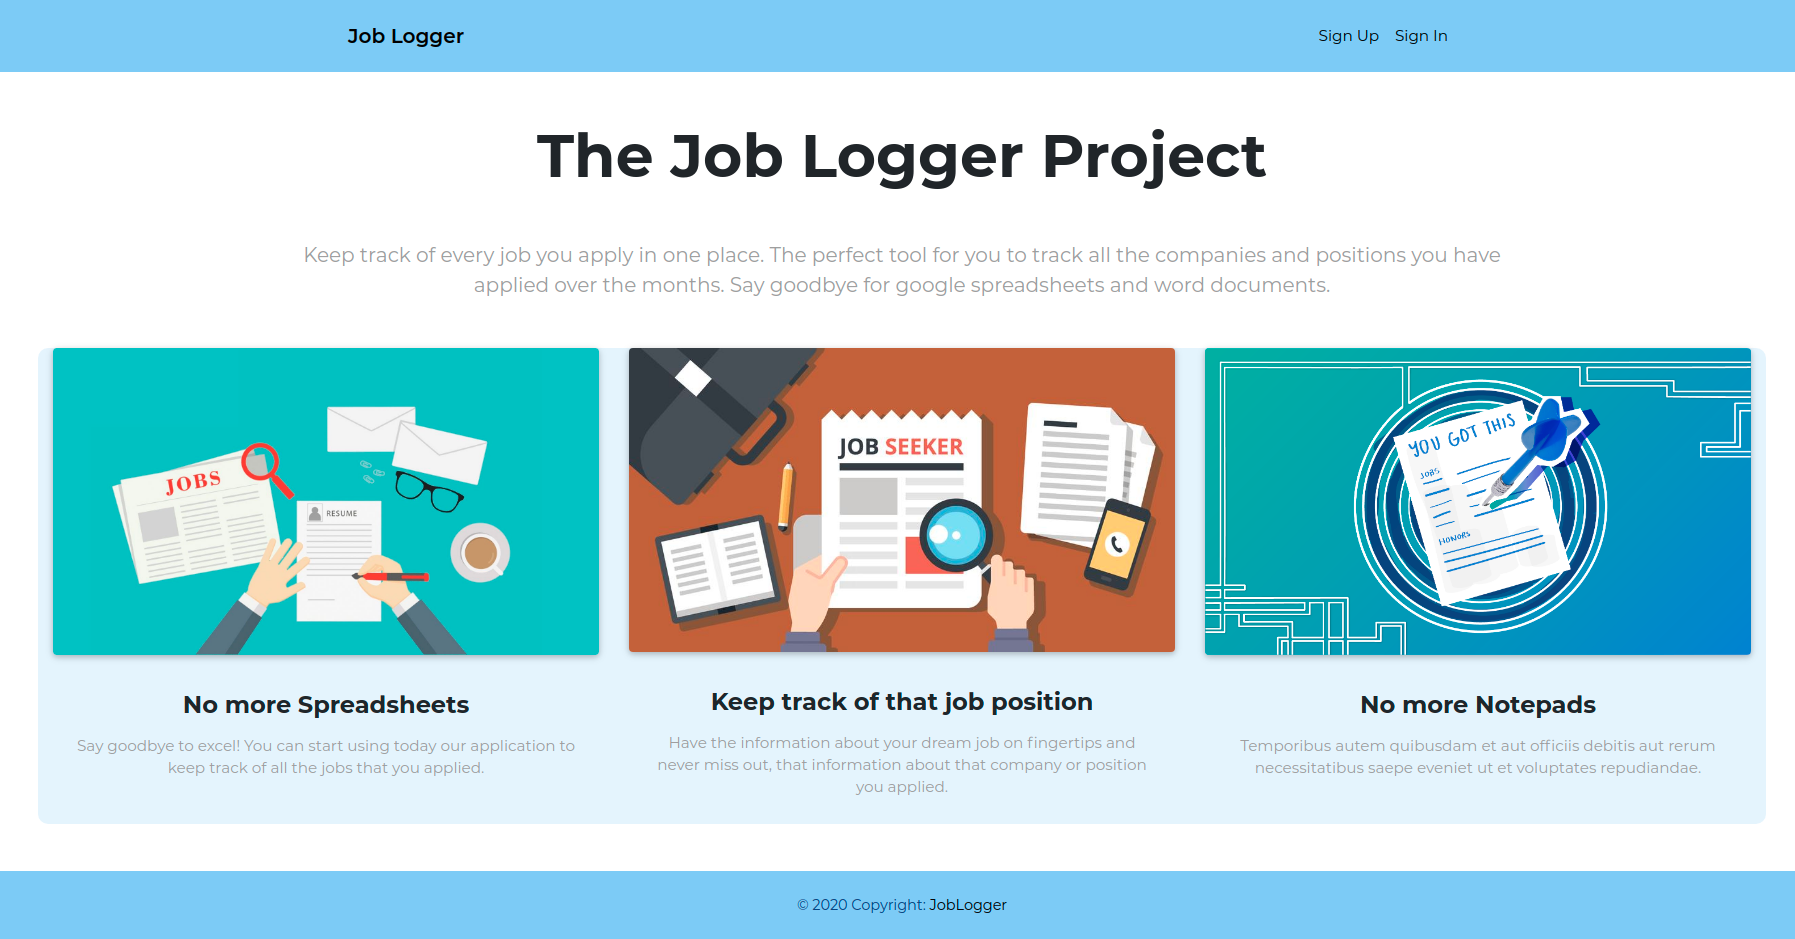 Job Logger
Sign Up Sign In
The Job Logger Project
Keep track of every job you apply in one place. The perfect tool for you to track all the companies and positions you have
applied over the months. Say goodbye for google spreadsheets and word documents.
JOBS
RESUME
JOB SEEKER
YOU GOT THIS
JOBS
HONORS
No more Spreadsheets
Say goodbye to excel! You can start using today our application to
keep track of all the jobs that you applied.
Keep track of that job position
Have the information about your dream job on fingertips and
never miss out, that information about that company or position
you applied.
No more Notepads
Temporibus autem quibusdam et aut officiis debitis aut rerum
necessitatibus saepe eveniet ut et voluptates repudiandae.
© 2020 Copyright: JobLogger